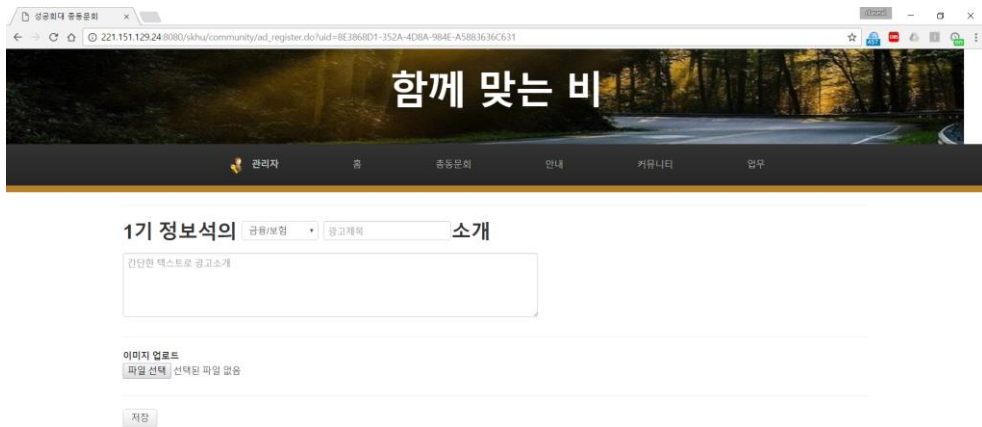 성공회대 총동문회
221.151.129.24:8080/skhu/community/ad_register.do?uid=8E3868D1-352A-4D8A-984E-A5883636C631
함께 맞는 비
관리자 홈 총동문회 안내 커뮤니티 업무
1기 정보석의 금융/보험 광고제목 소개
간단한 텍스트로 광고소개
이미지 업로드
파일 선택 선택된 파일 없음
저장